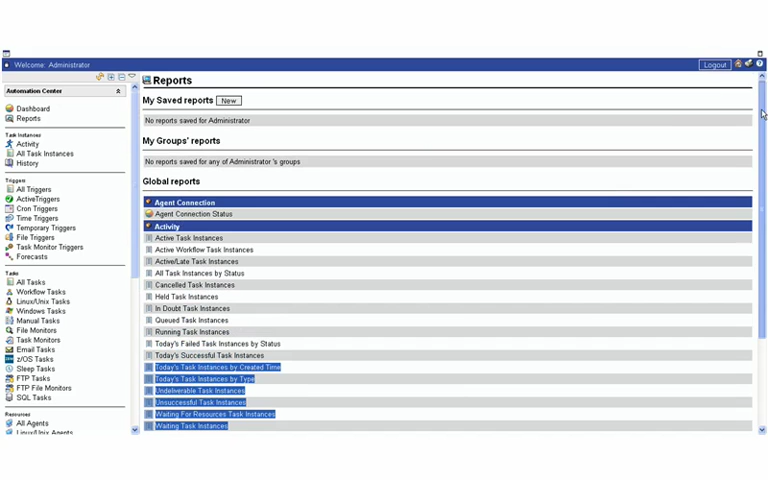 Welcome: Administrator
Logout
Automation Center
Dashboard
Reports
Task Instances
Activity
All Task Instances
History
Triggers
All Triggers
ActiveTriggers
Cron Triggers
Time Triggers
Temporary Triggers
File Triggers
Task Monitor Triggers
Forecasts
Tasks
All Tasks
Workflow Tasks
Linux/Unix Tasks
Windows Tasks
Manual Tasks
File Monitors
Task Monitors
Email Tasks
z/OS Tasks
Sleep Tasks
FTP Tasks
FTP File Monitors
SQL Tasks
Resources
All Agents
Linux/Unix Agents
Reports
My Saved reports New
No reports saved for Administrator
My Groups' reports
No reports saved for any of Administrator 's groups
Global reports
Agent Connection
Agent Connection Status
Activity
Active Task Instances
Active Workflow Task Instances
Active/Late Task Instances
All Task Instances by Status
Cancelled Task Instances
Held Task Instances
In Doubt Task Instances
Queued Task Instances
Running Task Instances
Today's Failed Task Instances by Status
Today's Successful Task Instances
Today's Task Instances by Created Time
Today's Task Instances by Type
Undeliverable Task Instances
Unsuccessful Task Instances
Waiting For Resources Task Instances
Waiting Task Instances